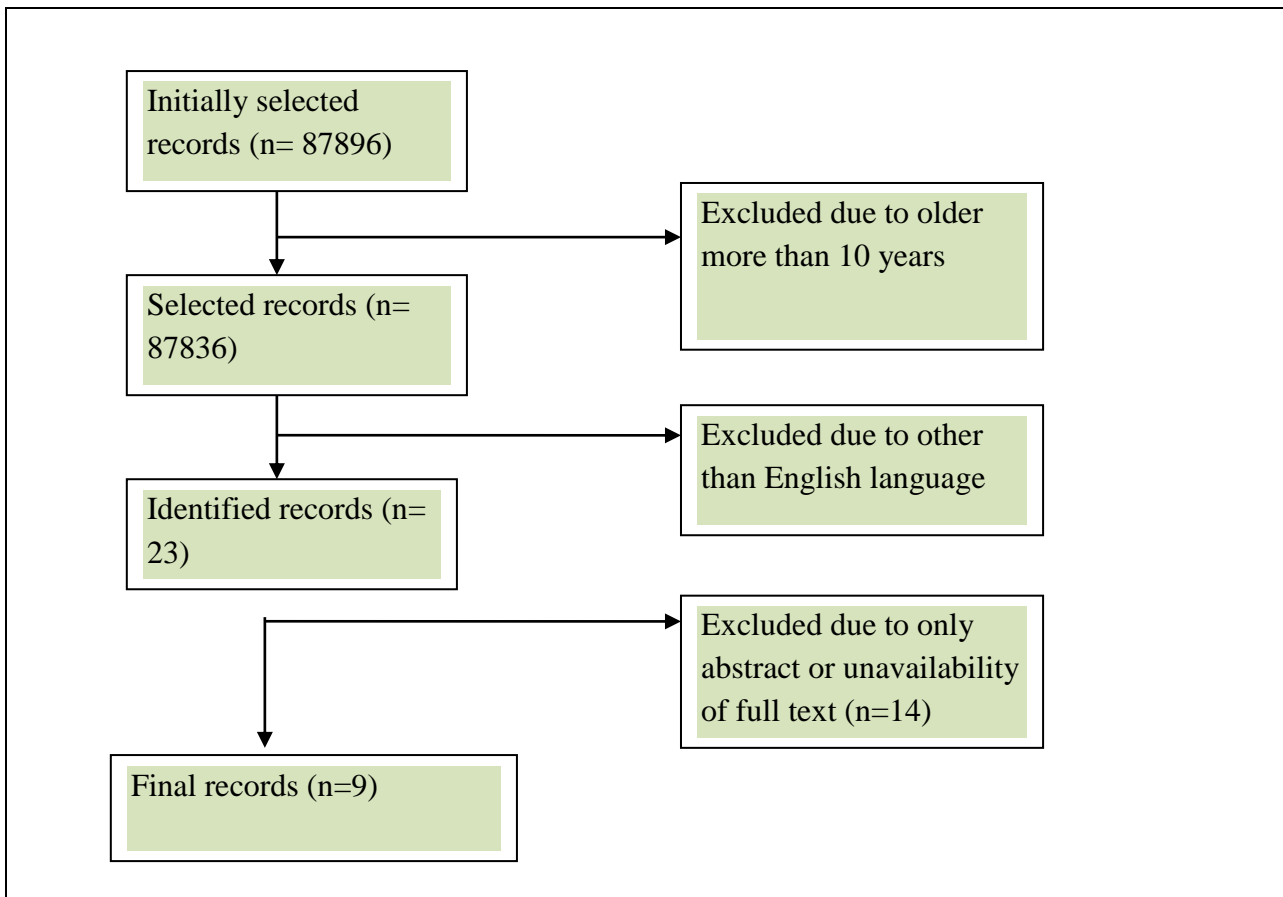 Initially selected
records (n= 87896)
Excluded due to older
more than 10 years
Selected records (n=
87836)
Excluded due to other
than English language
Identified records (n=
23)
Excluded due to only
abstract or unavailability
of full text (n=14)
Final records (n=9)